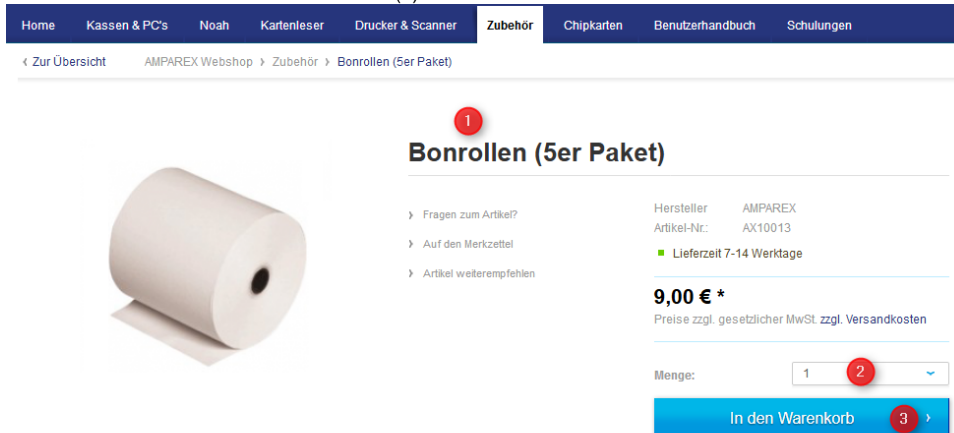 Home Kassen & PC's Noah Kartenleser Drucker & Scanner Zubehör Chipkarten Benutzerhandbuch Schulungen
‹ Zur Übersicht AMPAREX Webshop › Zubehör › Bonrollen (5er Paket)
1
Bonrollen (5er Paket)
› Fragen zum Artikel?
› Auf den Merkzettel
› Artikel weiterempfehlen
Hersteller AMPAREX
Artikel-Nr.: AX10013
Lieferzeit 7-14 Werktage
9,00 € *
Preise zzgl. gesetzlicher MwSt. zzgl. Versandkosten
Menge: 1 2
In den Warenkorb 3 ›